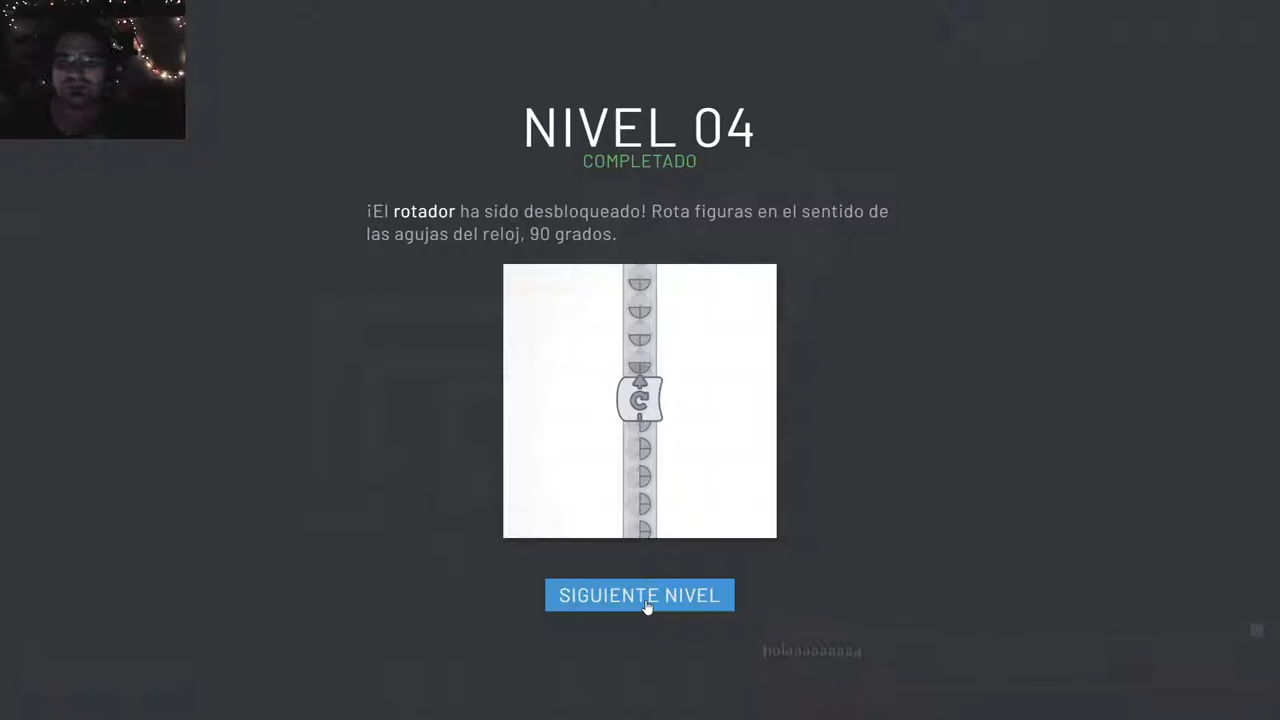 NIVEL 04
COMPLETADO
¡El rotador ha sido desbloqueado! Rota figuras en el sentido de
las agujas del reloj, 90 grados.
SIGUIENTE NIVEL
holaaaaaaaaa